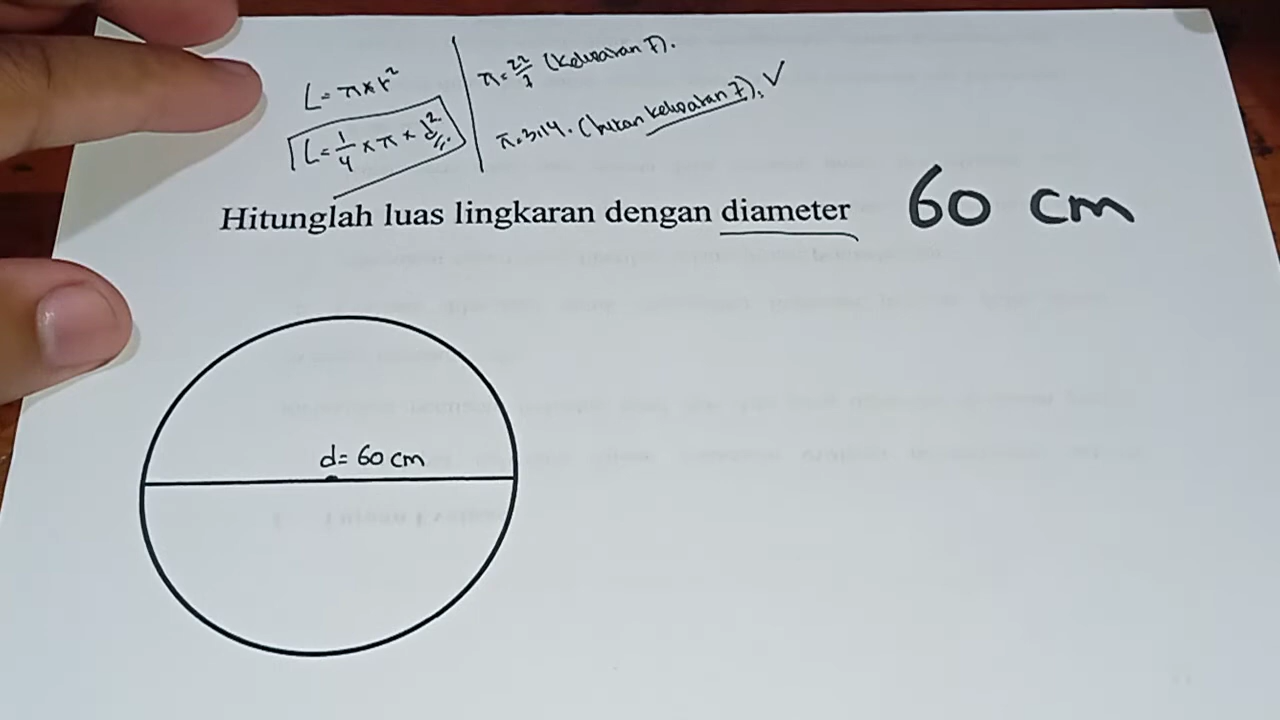 L = π × r²
L = 1/4 × π × d²
π = 22/7 (Kelipatan 7).
π = 3,14. (bukan kelipatan 7). ✓
Hitunglah luas lingkaran dengan diameter 60 cm
d = 60 cm